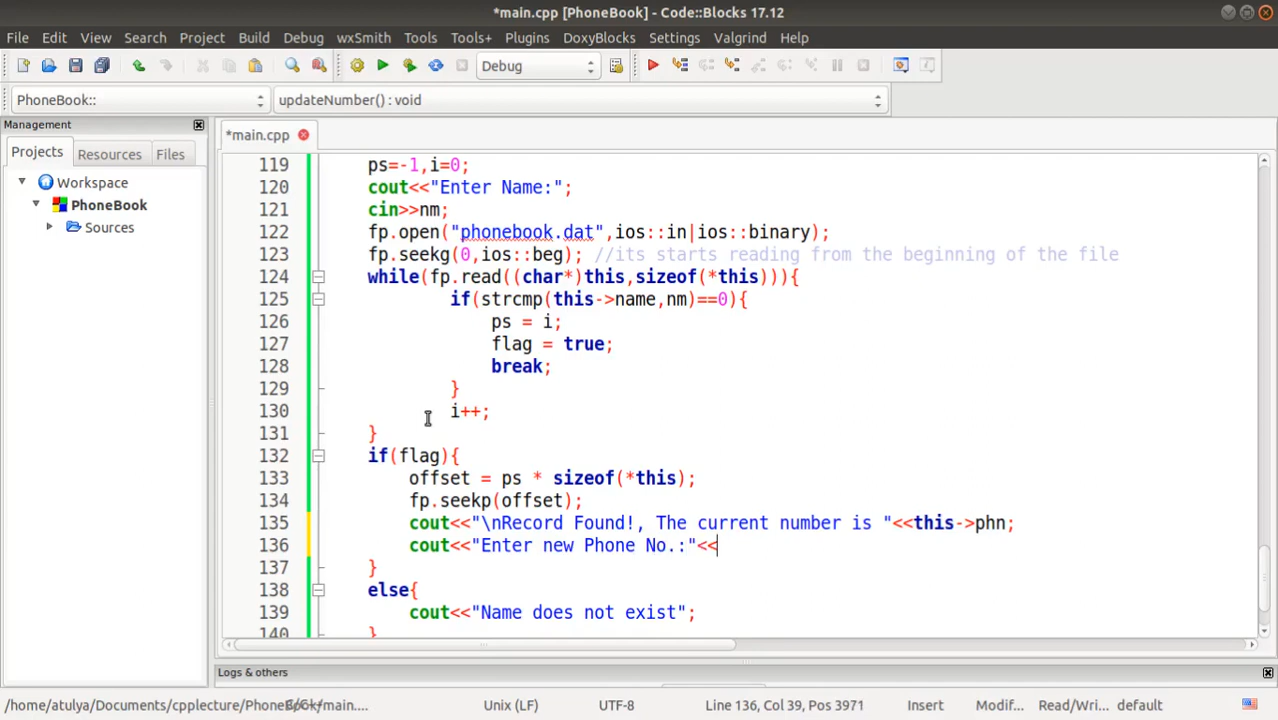 *main.cpp [PhoneBook] - Code::Blocks 17.12
File Edit View Search Project Build Debug wxSmith Tools Tools+ Plugins DoxyBlocks Settings Valgrind Help
Debug
PhoneBook:: updateNumber() : void
Management
*main.cpp
Projects Resources Files
Workspace
PhoneBook
Sources
119 ps=-1,i=0;
120 cout<<"Enter Name:";
121 cin>>nm;
122 fp.open("phonebook.dat",ios::in|ios::binary);
123 fp.seekg(0,ios::beg); //its starts reading from the beginning of the file
124 while(fp.read((char*)this,sizeof(*this))){
125 if(strcmp(this->name,nm)==0){
126 ps = i;
127 flag = true;
128 break;
129 }
130 i++;
131 }
132 if(flag){
133 offset = ps * sizeof(*this);
134 fp.seekp(offset);
135 cout<<"\nRecord Found!, The current number is "<<this->phn;
136 cout<<"Enter new Phone No.:"<<
137 }
138 else{
139 cout<<"Name does not exist";
140 }
Logs & others
/home/atulya/Documents/cpplecture/PhoneBook/main.... Unix (LF) UTF-8 Line 136, Col 39, Pos 3971 Insert Modif... Read/Wri... default